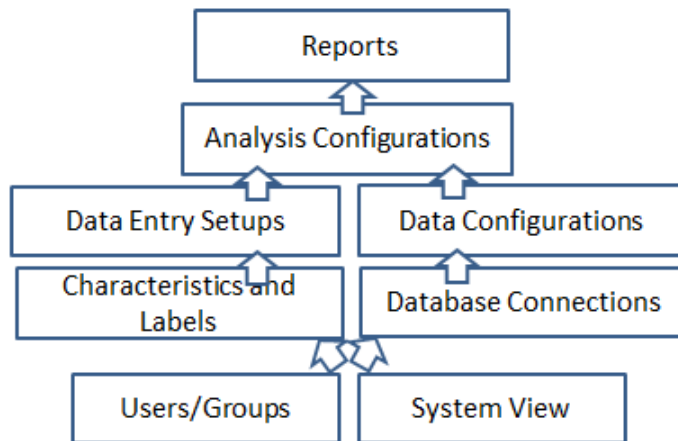 Reports
Analysis Configurations
Data Entry Setups
Data Configurations
Characteristics and
Labels
Database Connections
Users/Groups
System View